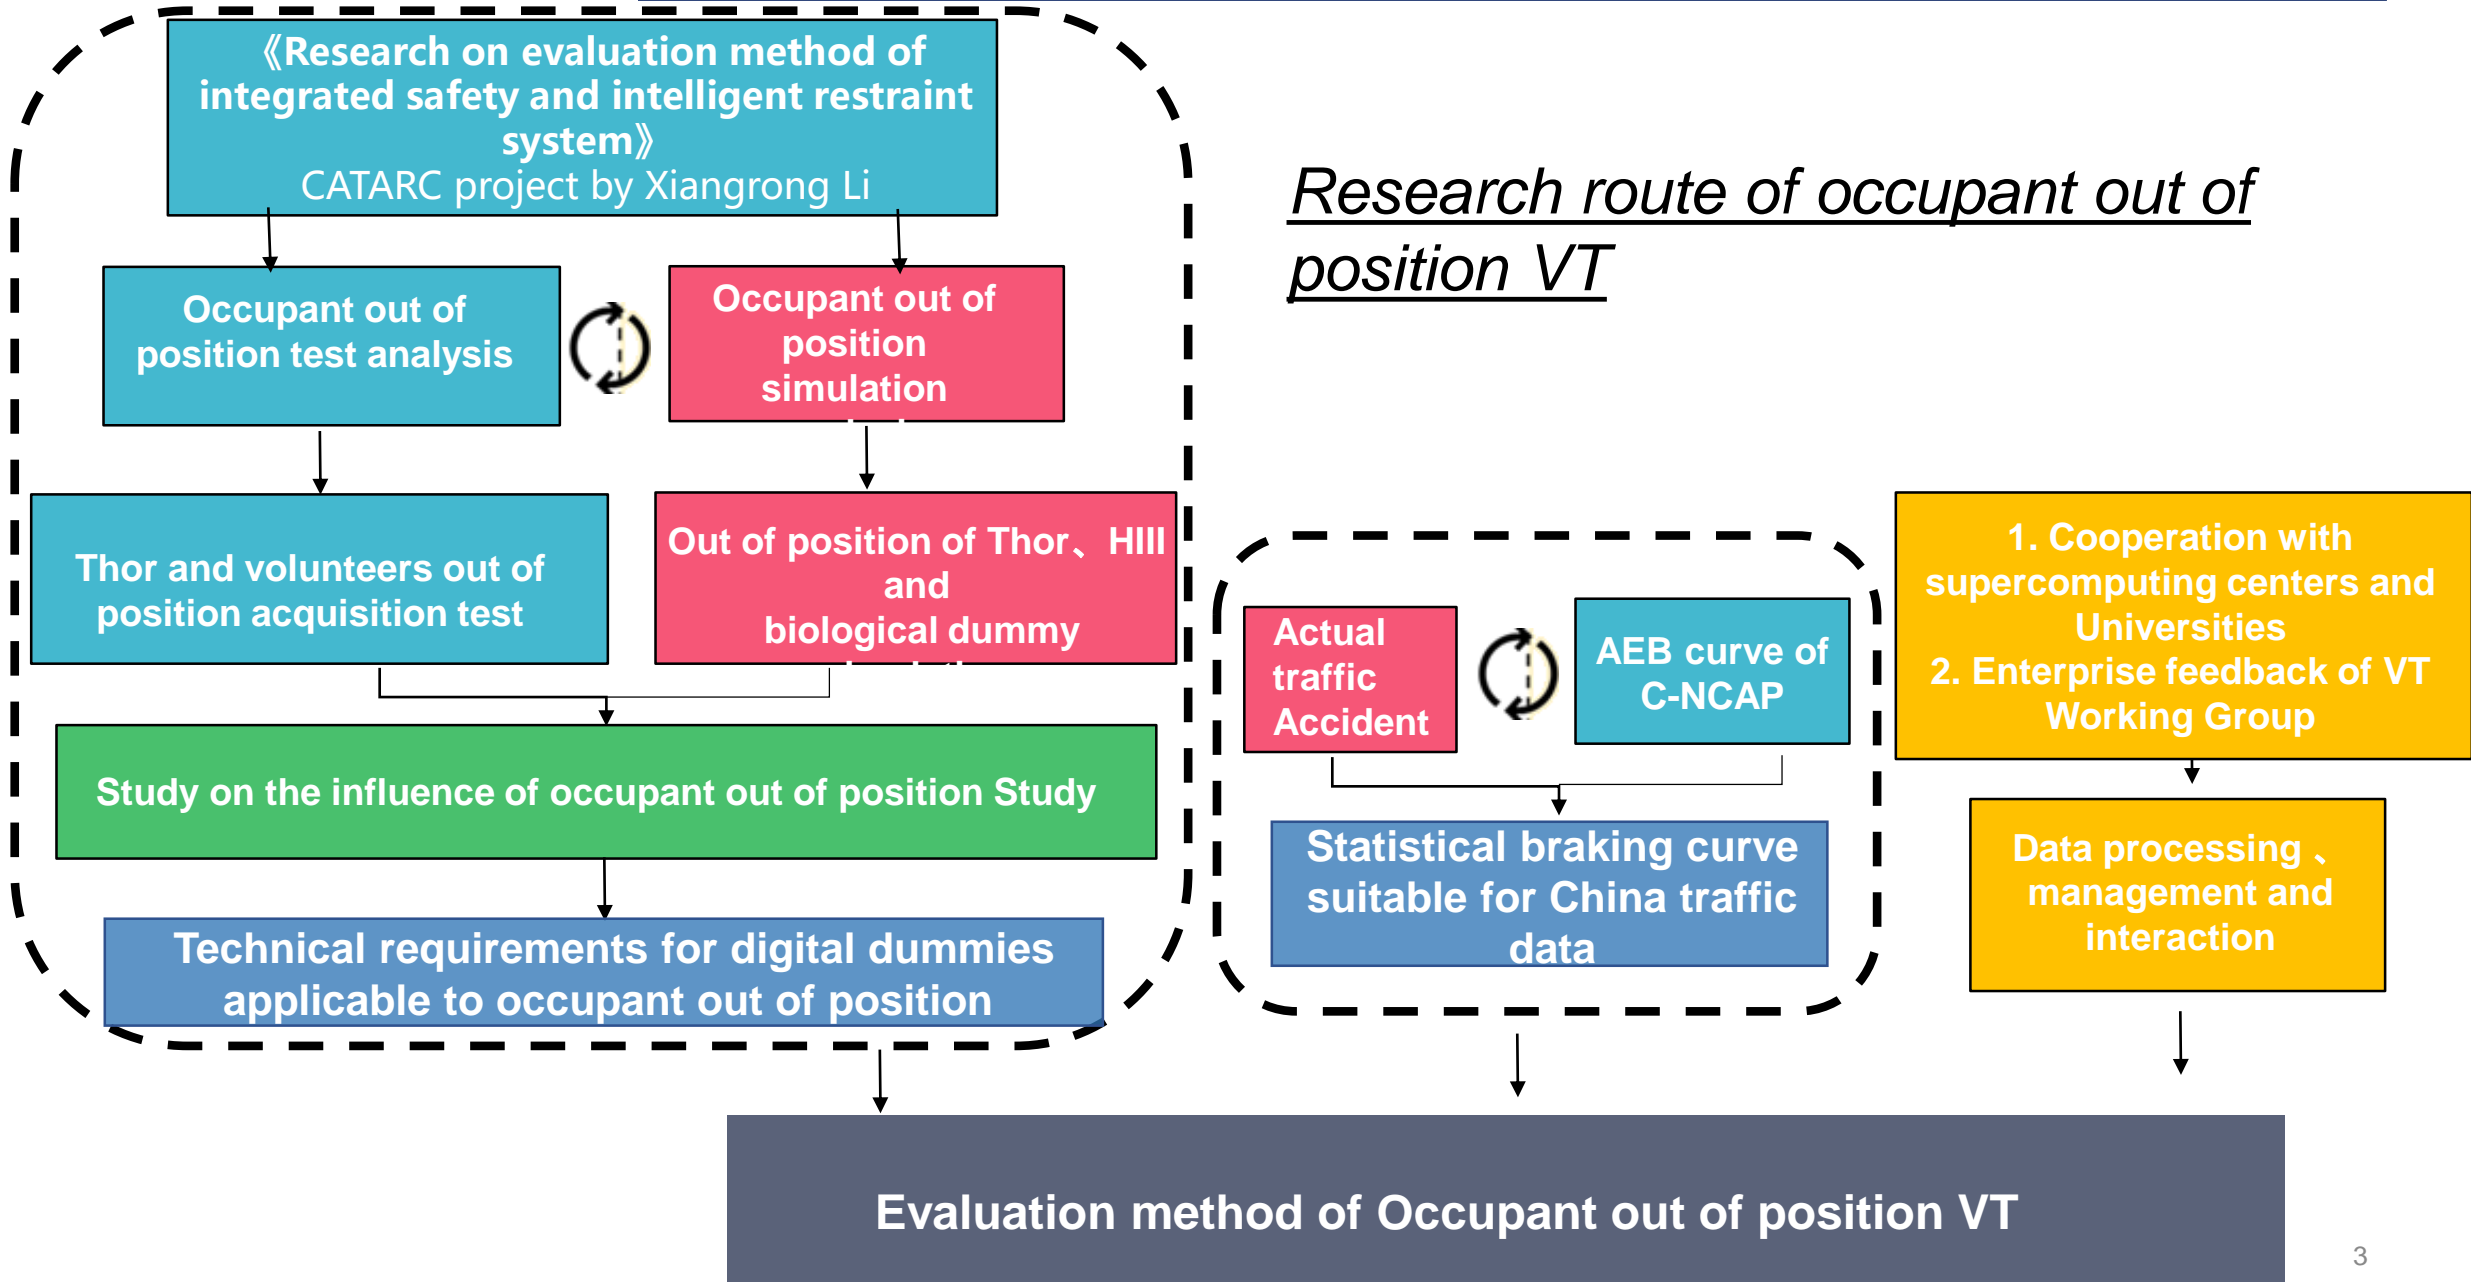 《Research on evaluation method of
integrated safety and intelligent restraint
system》
CATARC project by Xiangrong Li
Research route of occupant out of
position VT
Occupant out of
position test analysis
Occupant out of
position
simulation
Thor and volunteers out of
position acquisition test
Out of position of Thor、HIII
and
biological dummy
Study on the influence of occupant out of position Study
Technical requirements for digital dummies
applicable to occupant out of position
Actual
traffic
Accident
AEB curve of
C-NCAP
Statistical braking curve
suitable for China traffic
data
1. Cooperation with
supercomputing centers and
Universities
2. Enterprise feedback of VT
Working Group
Data processing 、
management and
interaction
Evaluation method of Occupant out of position VT
3